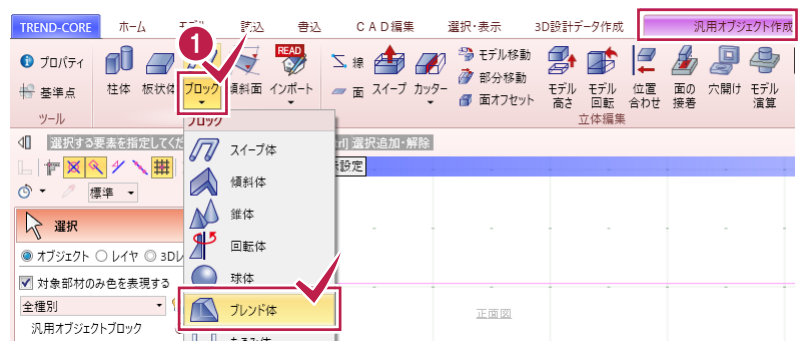 TREND-CORE ホーム 書込 CAD編集 選択・表示 3D設計データ作成 汎用オブジェクト作成
1
プロパティ 基準点 ツール
柱体 板状体 ブロック 傾斜面 READ インポート
線 面 スイープ カッター
モデル移動 部分移動 面オフセット
モデル高さ モデル回転 位置合わせ 面の接着 穴開け モデル演算
立体編集
ブロック
選択する要素を指定してくだ trl] 選択追加・解除
設定
標準
スイープ体
傾斜体
錐体
回転体
球体
ブレンド体
選択
オブジェクト レイヤ 3Dレ
対象部材のみ色を表現する
全種別
汎用オブジェクトブロック
正面図